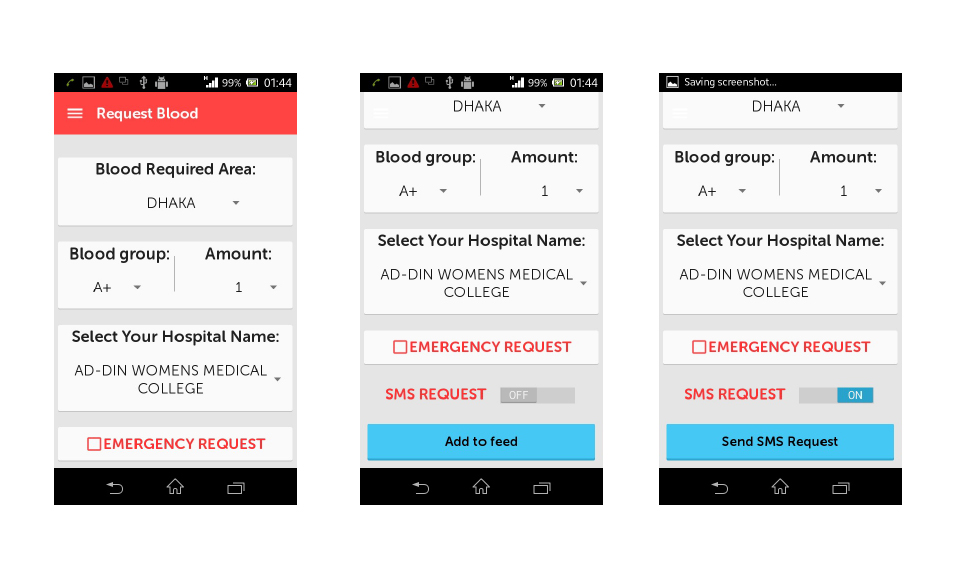 H 99% 01:44
Request Blood
Blood Required Area:
DHAKA
Blood group: Amount:
A+ 1
Select Your Hospital Name:
AD-DIN WOMENS MEDICAL
COLLEGE
EMERGENCY REQUEST
H 99% 01:44
DHAKA
Blood group: Amount:
A+ 1
Select Your Hospital Name:
AD-DIN WOMENS MEDICAL
COLLEGE
EMERGENCY REQUEST
SMS REQUEST OFF
Add to feed
Saving screenshot...
DHAKA
Blood group: Amount:
A+ 1
Select Your Hospital Name:
AD-DIN WOMENS MEDICAL
COLLEGE
EMERGENCY REQUEST
SMS REQUEST ON
Send SMS Request